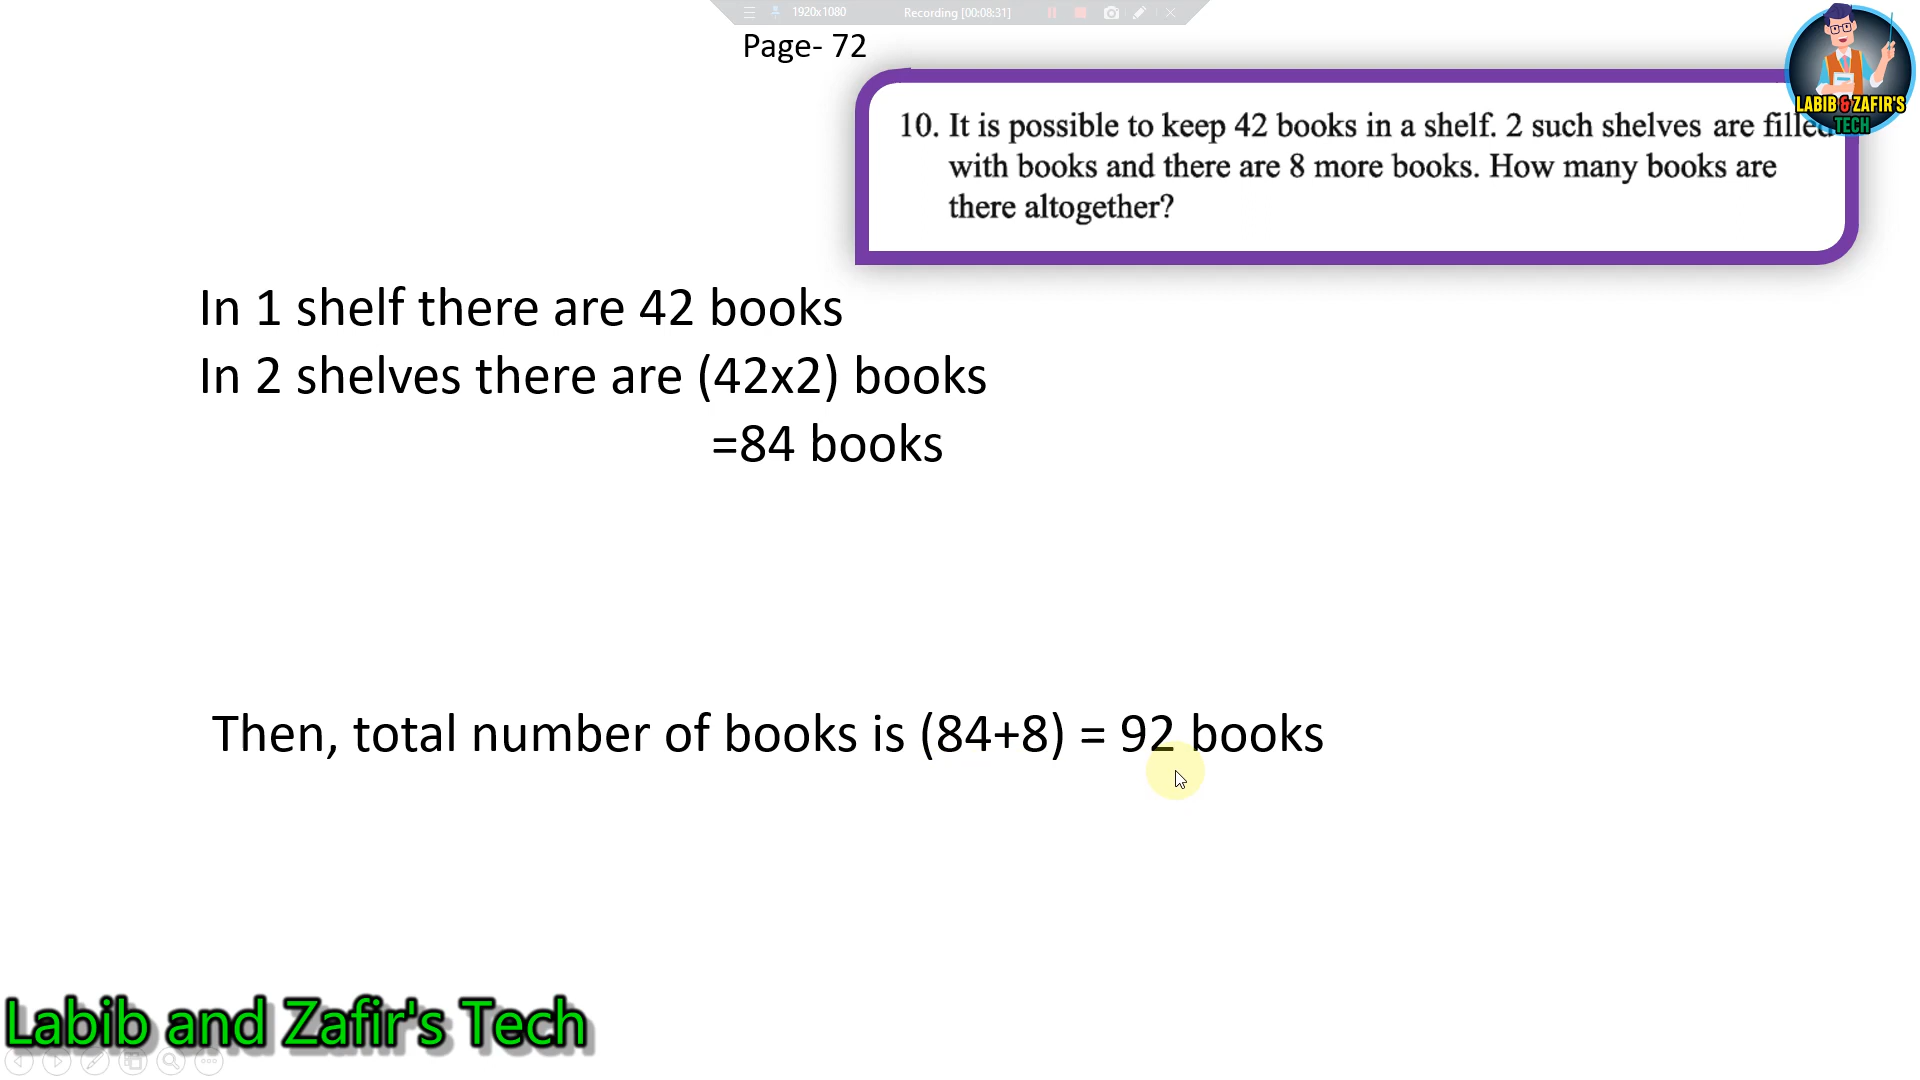 1920x1080 Recording [00:08:31]
Page- 72
10. It is possible to keep 42 books in a shelf. 2 such shelves are filled
with books and there are 8 more books. How many books are
there altogether?
LABIB & ZAFIR'S
TECH
In 1 shelf there are 42 books
In 2 shelves there are (42x2) books
=84 books
Then, total number of books is (84+8) = 92 books
Labib and Zafir's Tech